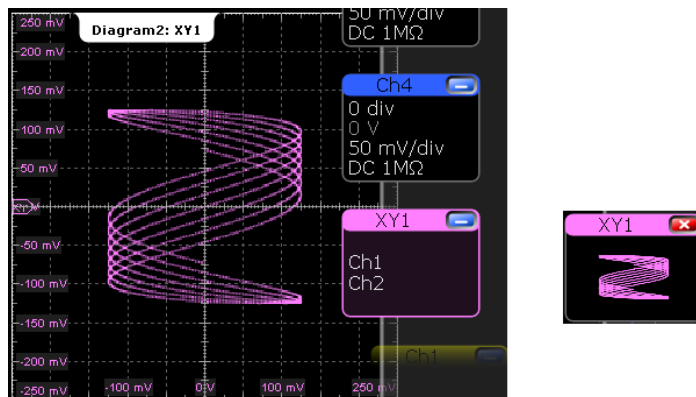 250 mV
Diagram2: XY1
200 mV
150 mV
100 mV
50 mV
-50 mV
-100 mV
-150 mV
-200 mV
-250 mV
-100 mV
0 V
100 mV
250 mV
50 mV/div
DC 1MΩ
Ch4
0 div
0 V
50 mV/div
DC 1MΩ
XY1
Ch1
Ch2
Ch1
XY1